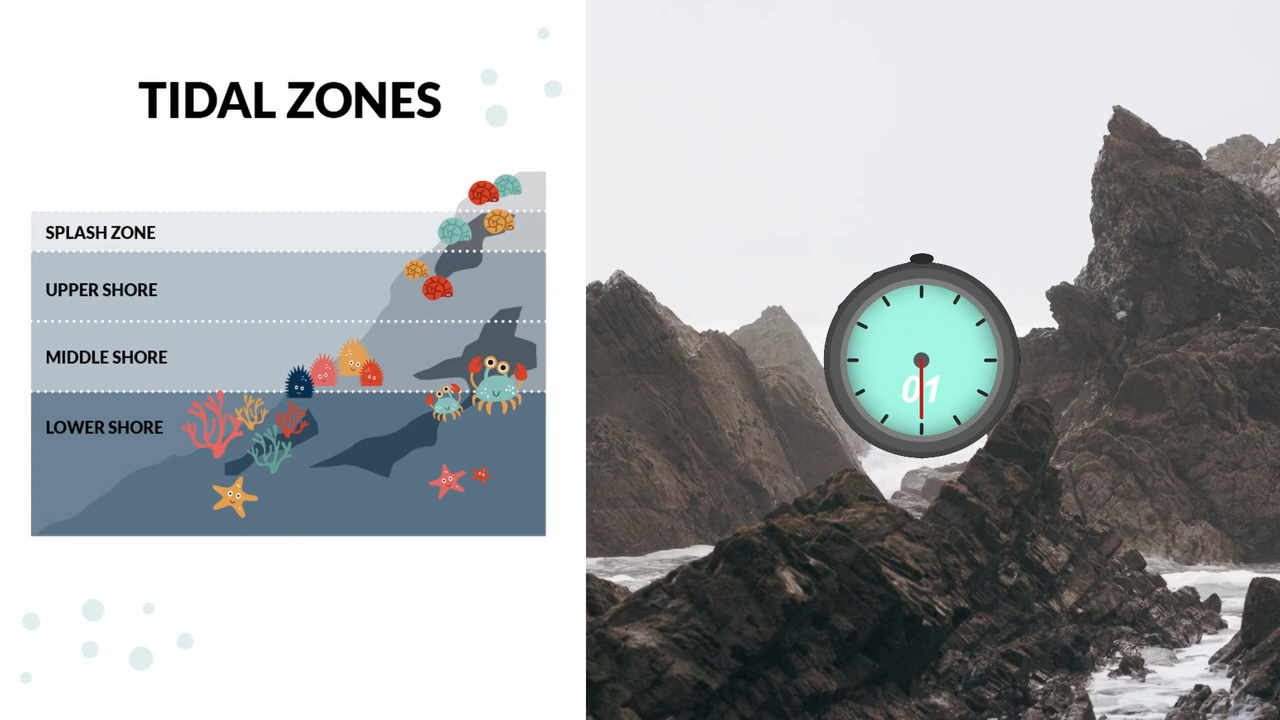 TIDAL ZONES
SPLASH ZONE
UPPER SHORE
MIDDLE SHORE
LOWER SHORE
01